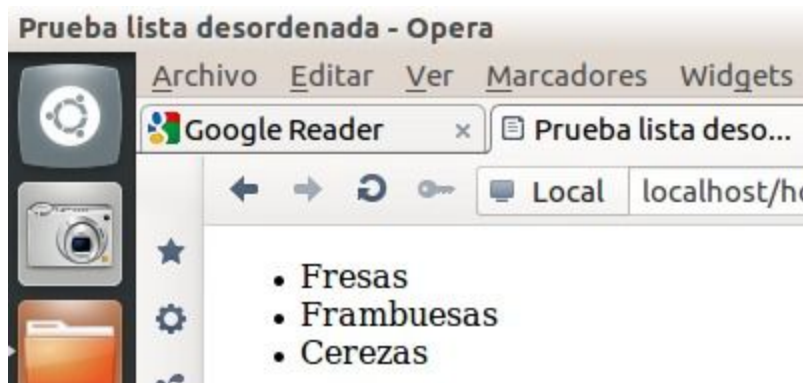 Prueba lista desordenada - Opera
Archivo Editar Ver Marcadores Widgets
Google Reader × Prueba lista deso...
Local localhost/h
• Fresas
• Frambuesas
• Cerezas